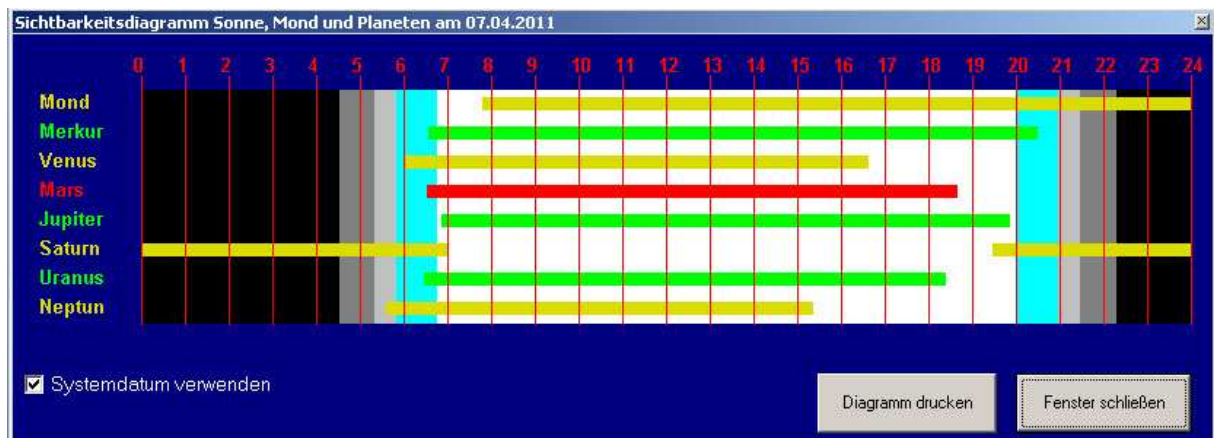 Sichtbarkeitsdiagramm Sonne, Mond und Planeten am 07.04.2011
0 1 2 3 4 5 6 7 8 9 10 11 12 13 14 15 16 17 18 19 20 21 22 23 24
Mond
Merkur
Venus
Mars
Jupiter
Saturn
Uranus
Neptun
Systemdatum verwenden
Diagramm drucken
Fenster schließen